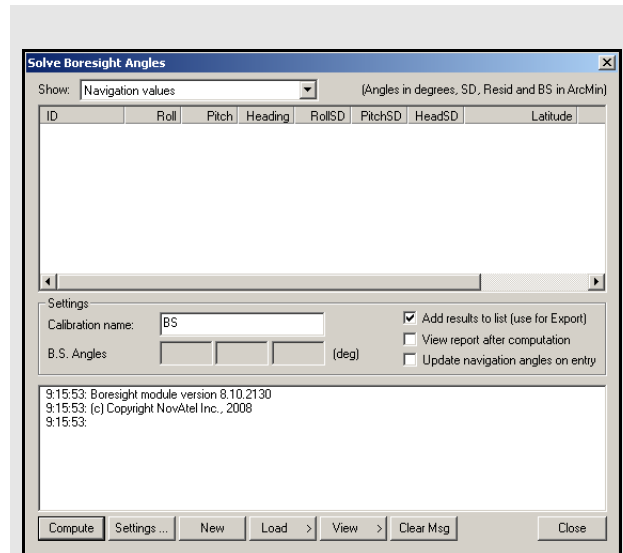 Solve Boresight Angles
Show: Navigation values (Angles in degrees, SD, Resid and BS in ArcMin)
ID Roll Pitch Heading RollSD PitchSD HeadSD Latitude
Settings
Calibration name: BS
B.S. Angles (deg)
Add results to list (use for Export)
View report after computation
Update navigation angles on entry
9:15:53: Boresight module version 8.10.2130
9:15:53: (c) Copyright NovAtel Inc., 2008
9:15:53:
Compute Settings ... New Load > View > Clear Msg Close